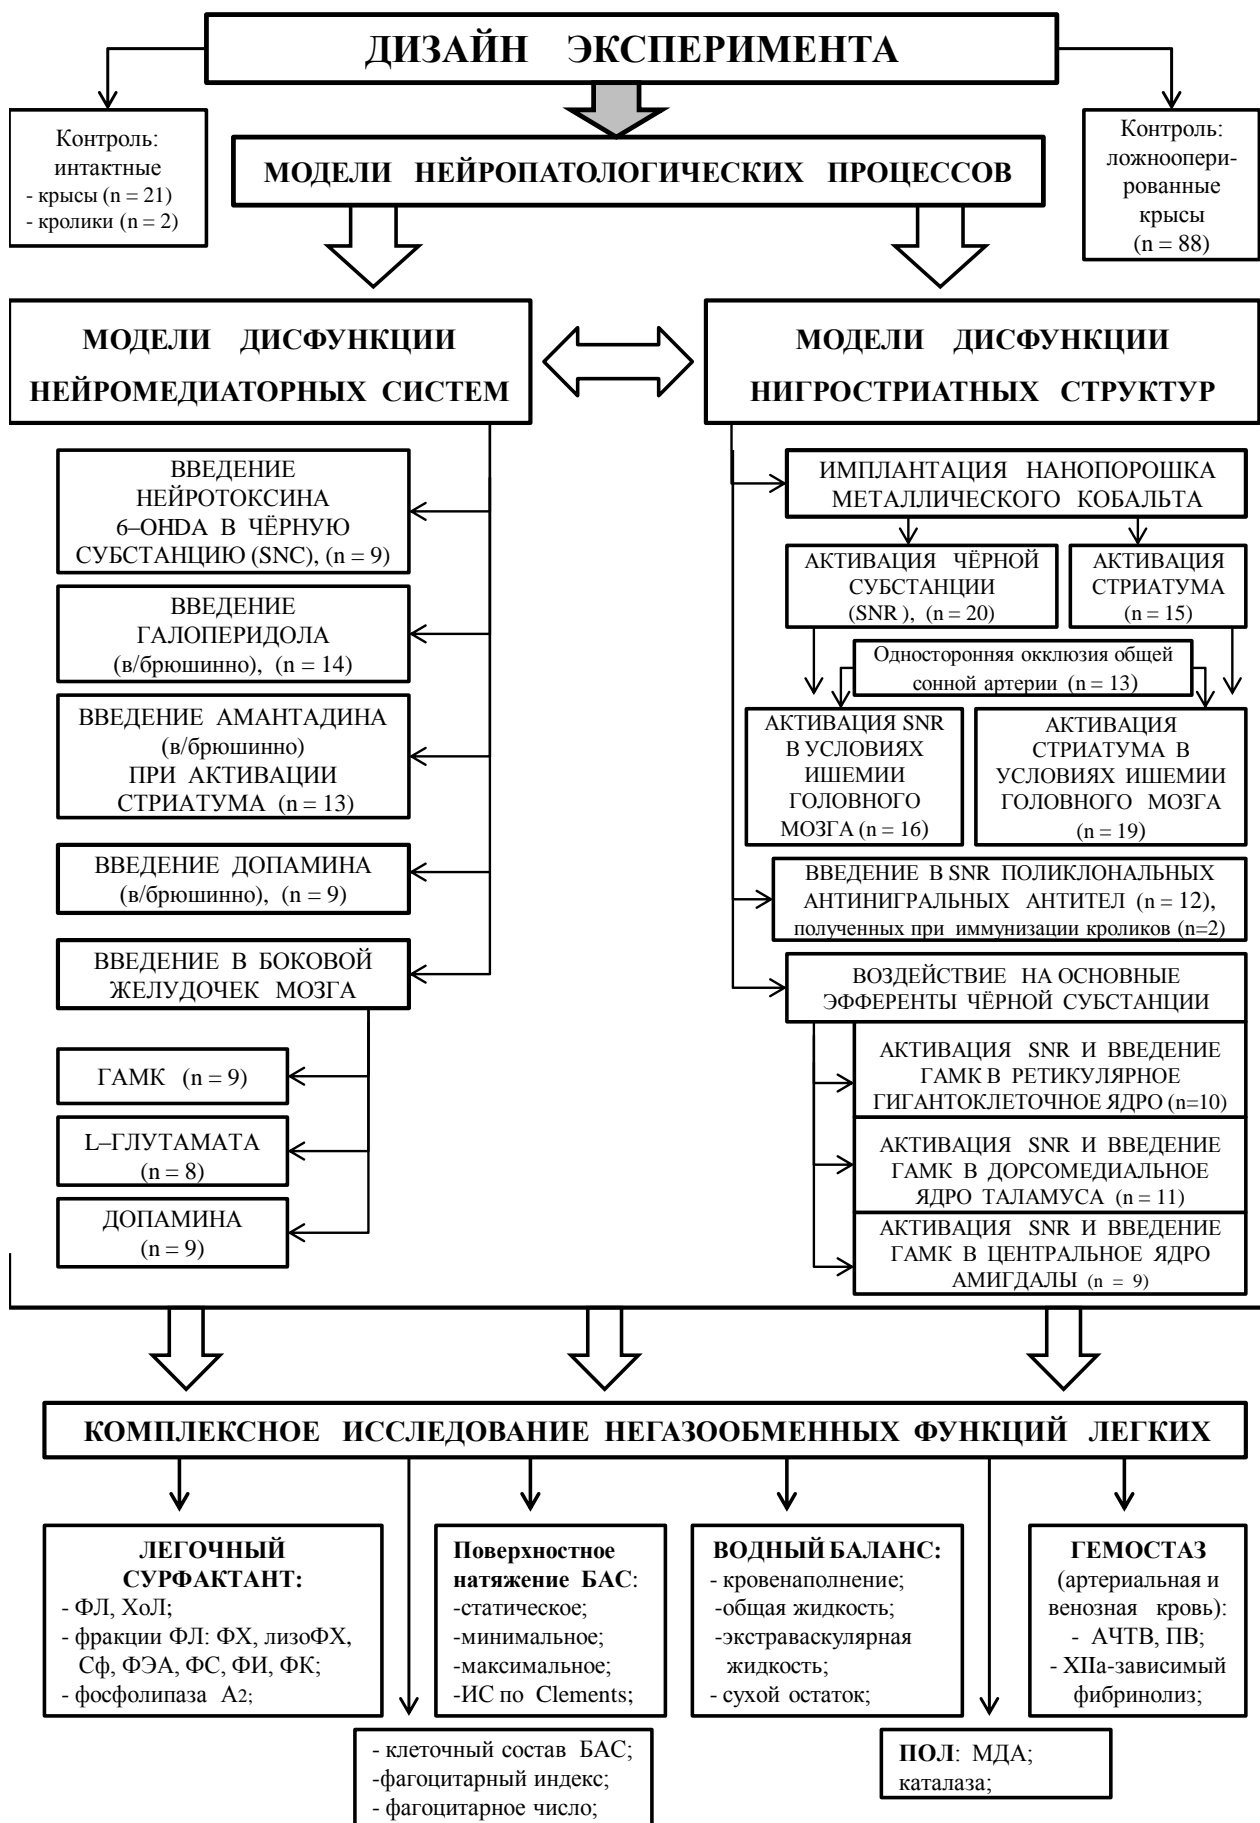 ДИЗАЙН ЭКСПЕРИМЕНТА
Контроль:
интактные
- крысы (n = 21)
- кролики (n = 2)
МОДЕЛИ НЕЙРОПАТОЛОГИЧЕСКИХ ПРОЦЕССОВ
Контроль:
ложноопери-
рованные
крысы
(n = 88)
МОДЕЛИ ДИСФУНКЦИИ
НЕЙРОМЕДИАТОРНЫХ СИСТЕМ
МОДЕЛИ ДИСФУНКЦИИ
НИГРОСТРИАТНЫХ СТРУКТУР
ВВЕДЕНИЕ
НЕЙРОТОКСИНА
6–OHDA В ЧЁРНУЮ
СУБСТАНЦИЮ (SNC), (n = 9)
ВВЕДЕНИЕ
ГАЛОПЕРИДОЛА
(в/брюшинно), (n = 14)
ВВЕДЕНИЕ АМАНТАДИНА
(в/брюшинно)
ПРИ АКТИВАЦИИ
СТРИАТУМА (n = 13)
ВВЕДЕНИЕ ДОПАМИНА
(в/брюшинно), (n = 9)
ВВЕДЕНИЕ В БОКОВОЙ
ЖЕЛУДОЧЕК МОЗГА
ГАМК (n = 9)
L–ГЛУТАМАТА
(n = 8)
ДОПАМИНА
(n = 9)
ИМПЛАНТАЦИЯ НАНОПОРОШКА
МЕТАЛЛИЧЕСКОГО КОБАЛЬТА
АКТИВАЦИЯ ЧЁРНОЙ
СУБСТАНЦИИ
(SNR ), (n = 20)
АКТИВАЦИЯ
СТРИАТУМА
(n = 15)
Односторонняя окклюзия общей
сонной артерии (n = 13)
АКТИВАЦИЯ SNR
В УСЛОВИЯХ
ИШЕМИИ
ГОЛОВНОГО
МОЗГА (n = 16)
АКТИВАЦИЯ
СТРИАТУМА В
УСЛОВИЯХ ИШЕМИИ
ГОЛОВНОГО МОЗГА
(n = 19)
ВВЕДЕНИЕ В SNR ПОЛИКЛОНАЛЬНЫХ
АНТИНИГРАЛЬНЫХ АНТИТЕЛ (n = 12),
полученных при иммунизации кроликов (n=2)
ВОЗДЕЙСТВИЕ НА ОСНОВНЫЕ
ЭФФЕРЕНТЫ ЧЁРНОЙ СУБСТАНЦИИ
АКТИВАЦИЯ SNR И ВВЕДЕНИЕ
ГАМК В РЕТИКУЛЯРНОЕ
ГИГАНТОКЛЕТОЧНОЕ ЯДРО (n=10)
АКТИВАЦИЯ SNR И ВВЕДЕНИЕ
ГАМК В ДОРСОМЕДИАЛЬНОЕ
ЯДРО ТАЛАМУСА (n = 11)
АКТИВАЦИЯ SNR И ВВЕДЕНИЕ
ГАМК В ЦЕНТРАЛЬНОЕ ЯДРО
АМИГДАЛЫ (n = 9)
КОМПЛЕКСНОЕ ИССЛЕДОВАНИЕ НЕГАЗООБМЕННЫХ ФУНКЦИЙ ЛЕГКИХ
ЛЕГОЧНЫЙ
СУРФАКТАНТ:
- ФЛ, ХоЛ;
- фракции ФЛ: ФХ, лизоФХ,
Сф, ФЭА, ФС, ФИ, ФК;
- фосфолипаза А2;
Поверхностное
натяжение БАС:
-статическое;
-минимальное;
-максимальное;
-ИС по Clements;
ВОДНЫЙ БАЛАНС:
- кровенаполнение;
-общая жидкость;
-экстраваскулярная
жидкость;
- сухой остаток;
ГЕМОСТАЗ
(артериальная и
венозная кровь):
- АЧТВ, ПВ;
- XIIа-зависимый
фибринолиз;
- клеточный состав БАС;
-фагоцитарный индекс;
- фагоцитарное число;
ПОЛ: МДА;
каталаза;